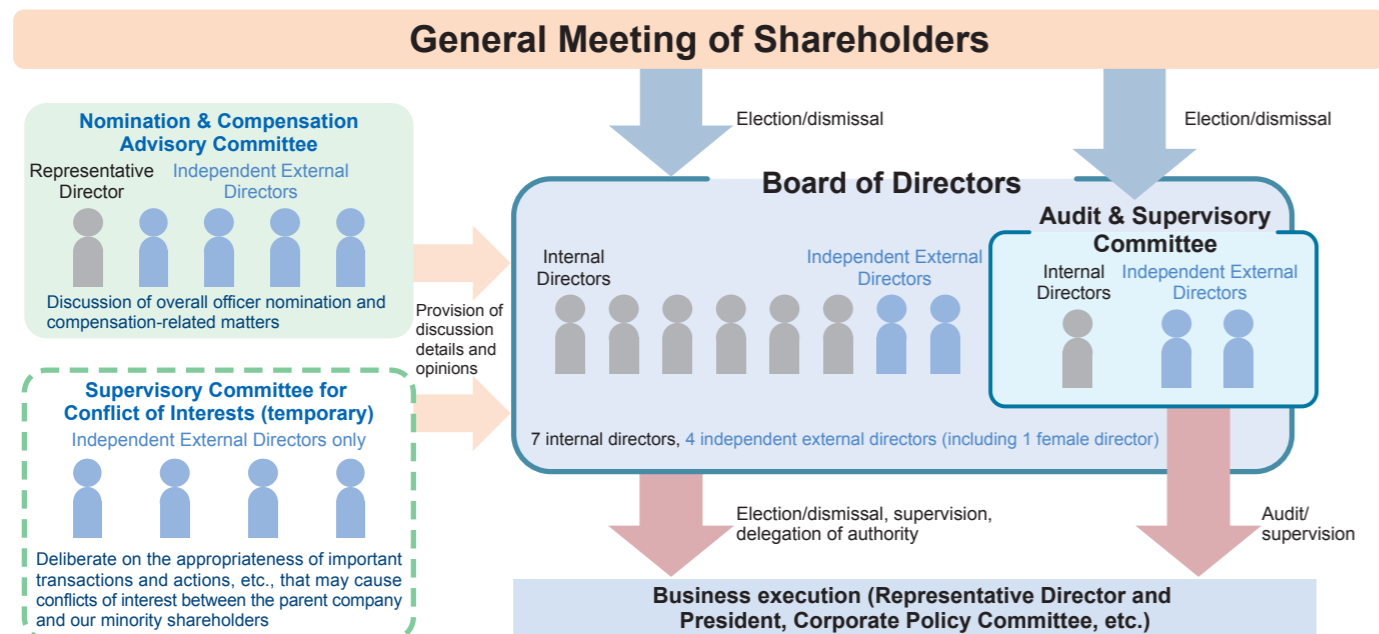 General Meeting of Shareholders
Election/dismissal
Election/dismissal
Nomination & Compensation
Advisory Committee
Representative
Director
Independent External
Directors
Discussion of overall officer nomination and
compensation-related matters
Provision of
discussion
details and
opinions
Supervisory Committee for
Conflict of Interests (temporary)
Independent External Directors only
Deliberate on the appropriateness of important
transactions and actions, etc., that may cause
conflicts of interest between the parent company
and our minority shareholders
Board of Directors
Internal
Directors
Independent External
Directors
Audit & Supervisory
Committee
Internal
Directors
Independent External
Directors
7 internal directors, 4 independent external directors (including 1 female director)
Election/dismissal, supervision,
delegation of authority
Audit/
supervision
Business execution (Representative Director and
President, Corporate Policy Committee, etc.)